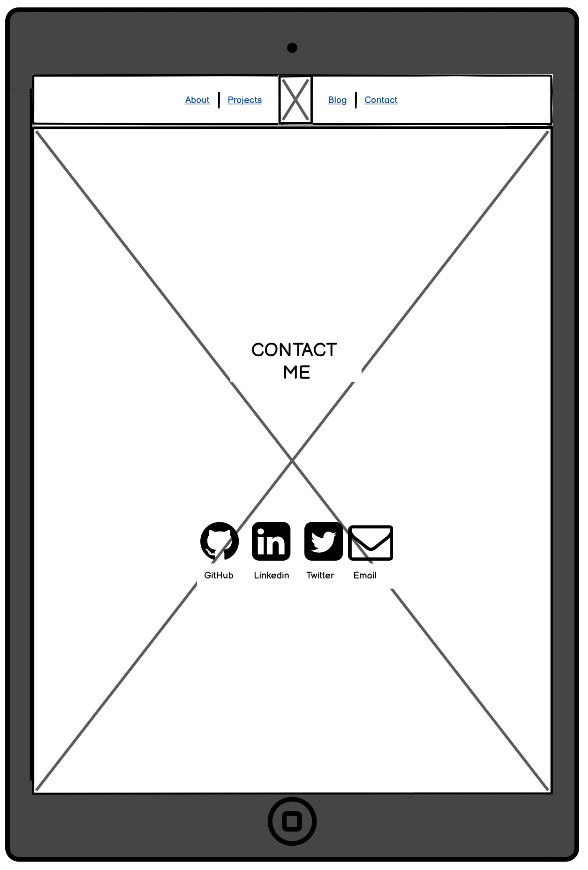 About | Projects Blog | Contact
CONTACT
ME
GitHub Linkedin Twitter Email